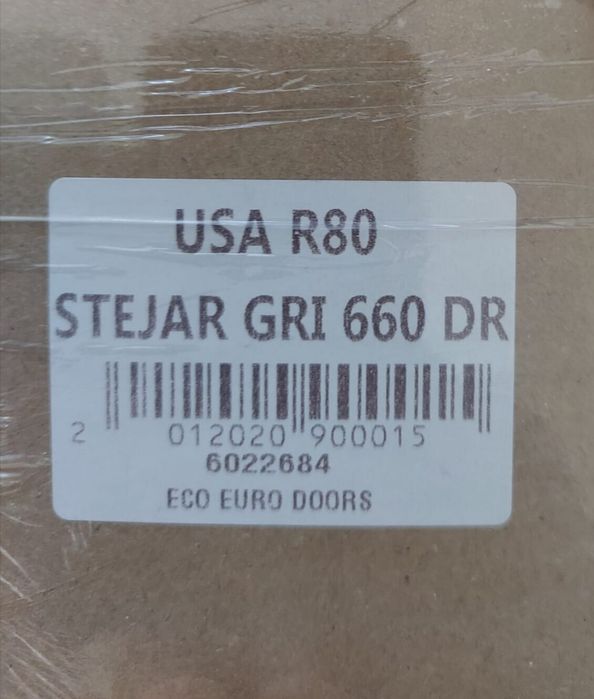 USA R80
STEJAR GRI 660 DR
2 012020 900015
6022684
ECO EURO DOORS